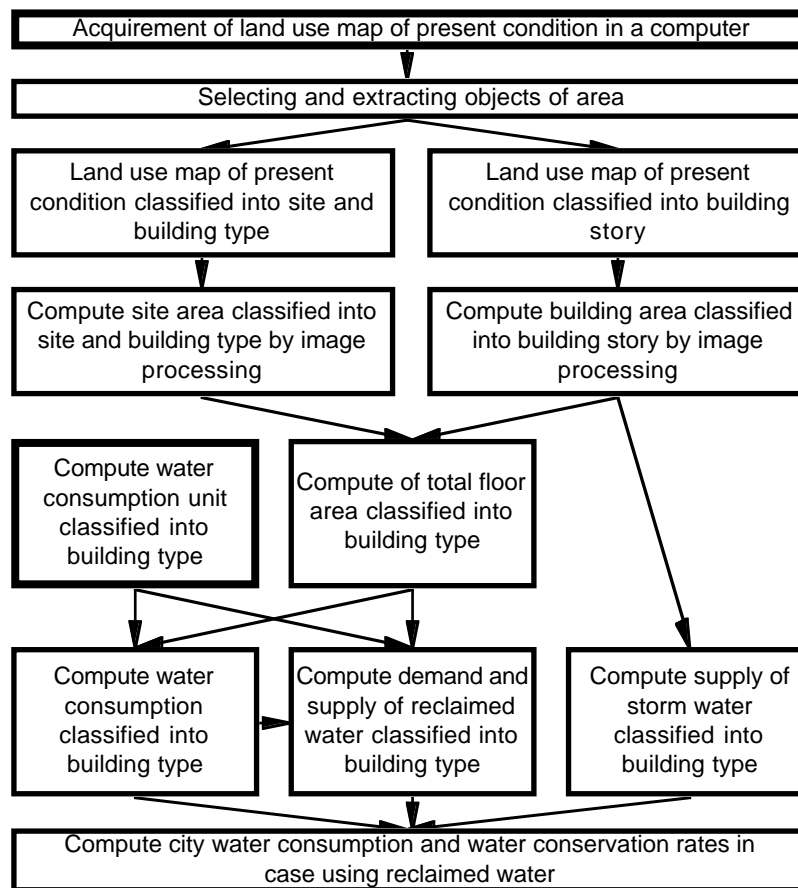 Acquirement of land use map of present condition in a computer
Selecting and extracting objects of area
Land use map of present
condition classified into site and
building type
Land use map of present
condition classified into building
story
Compute site area classified into
site and building type by image
processing
Compute building area classified
into building story by image
processing
Compute water
consumption unit
classified into
building type
Compute of total floor
area classified into
building type
Compute water
consumption
classified into
building type
Compute demand and
supply of reclaimed
water classified into
building type
Compute supply of
storm water
classified into
building type
Compute city water consumption and water conservation rates in
case using reclaimed water